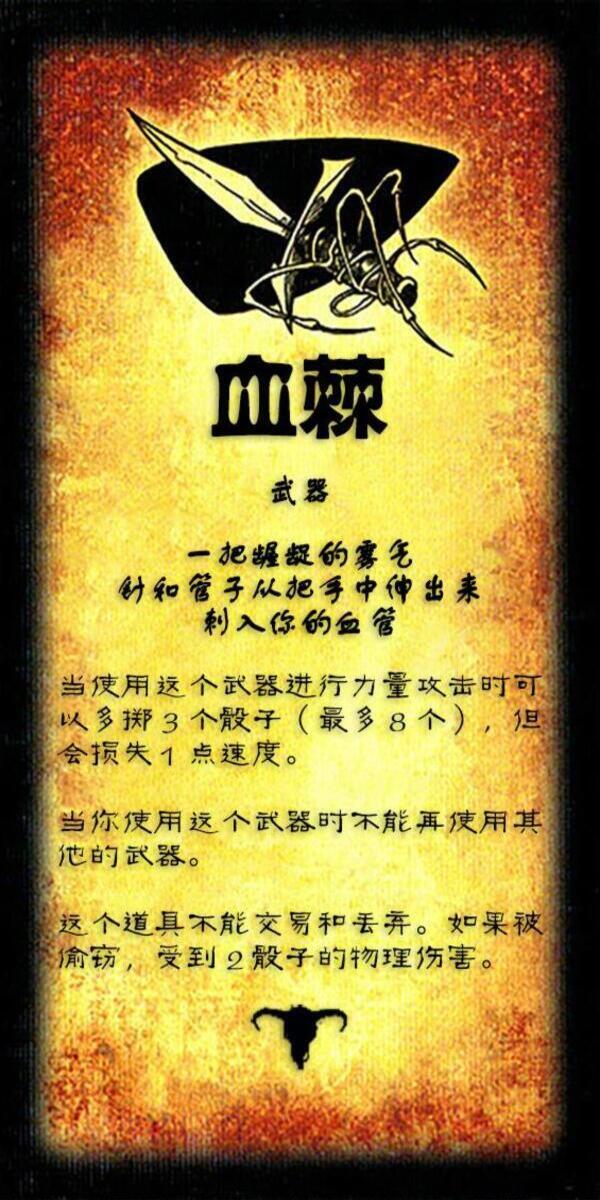 血棘
武器
一把龌龊的雾气
针和管子从把手中伸出来
刺入你的血管
当使用这个武器进行力量攻击时可
以多掷3个骰子（最多8个），但
会损失1点速度。
当你使用这个武器时不能再使用其
他的武器。
这个道具不能交易和丢弃。如果被
偷窃，受到2骰子的物理伤害。